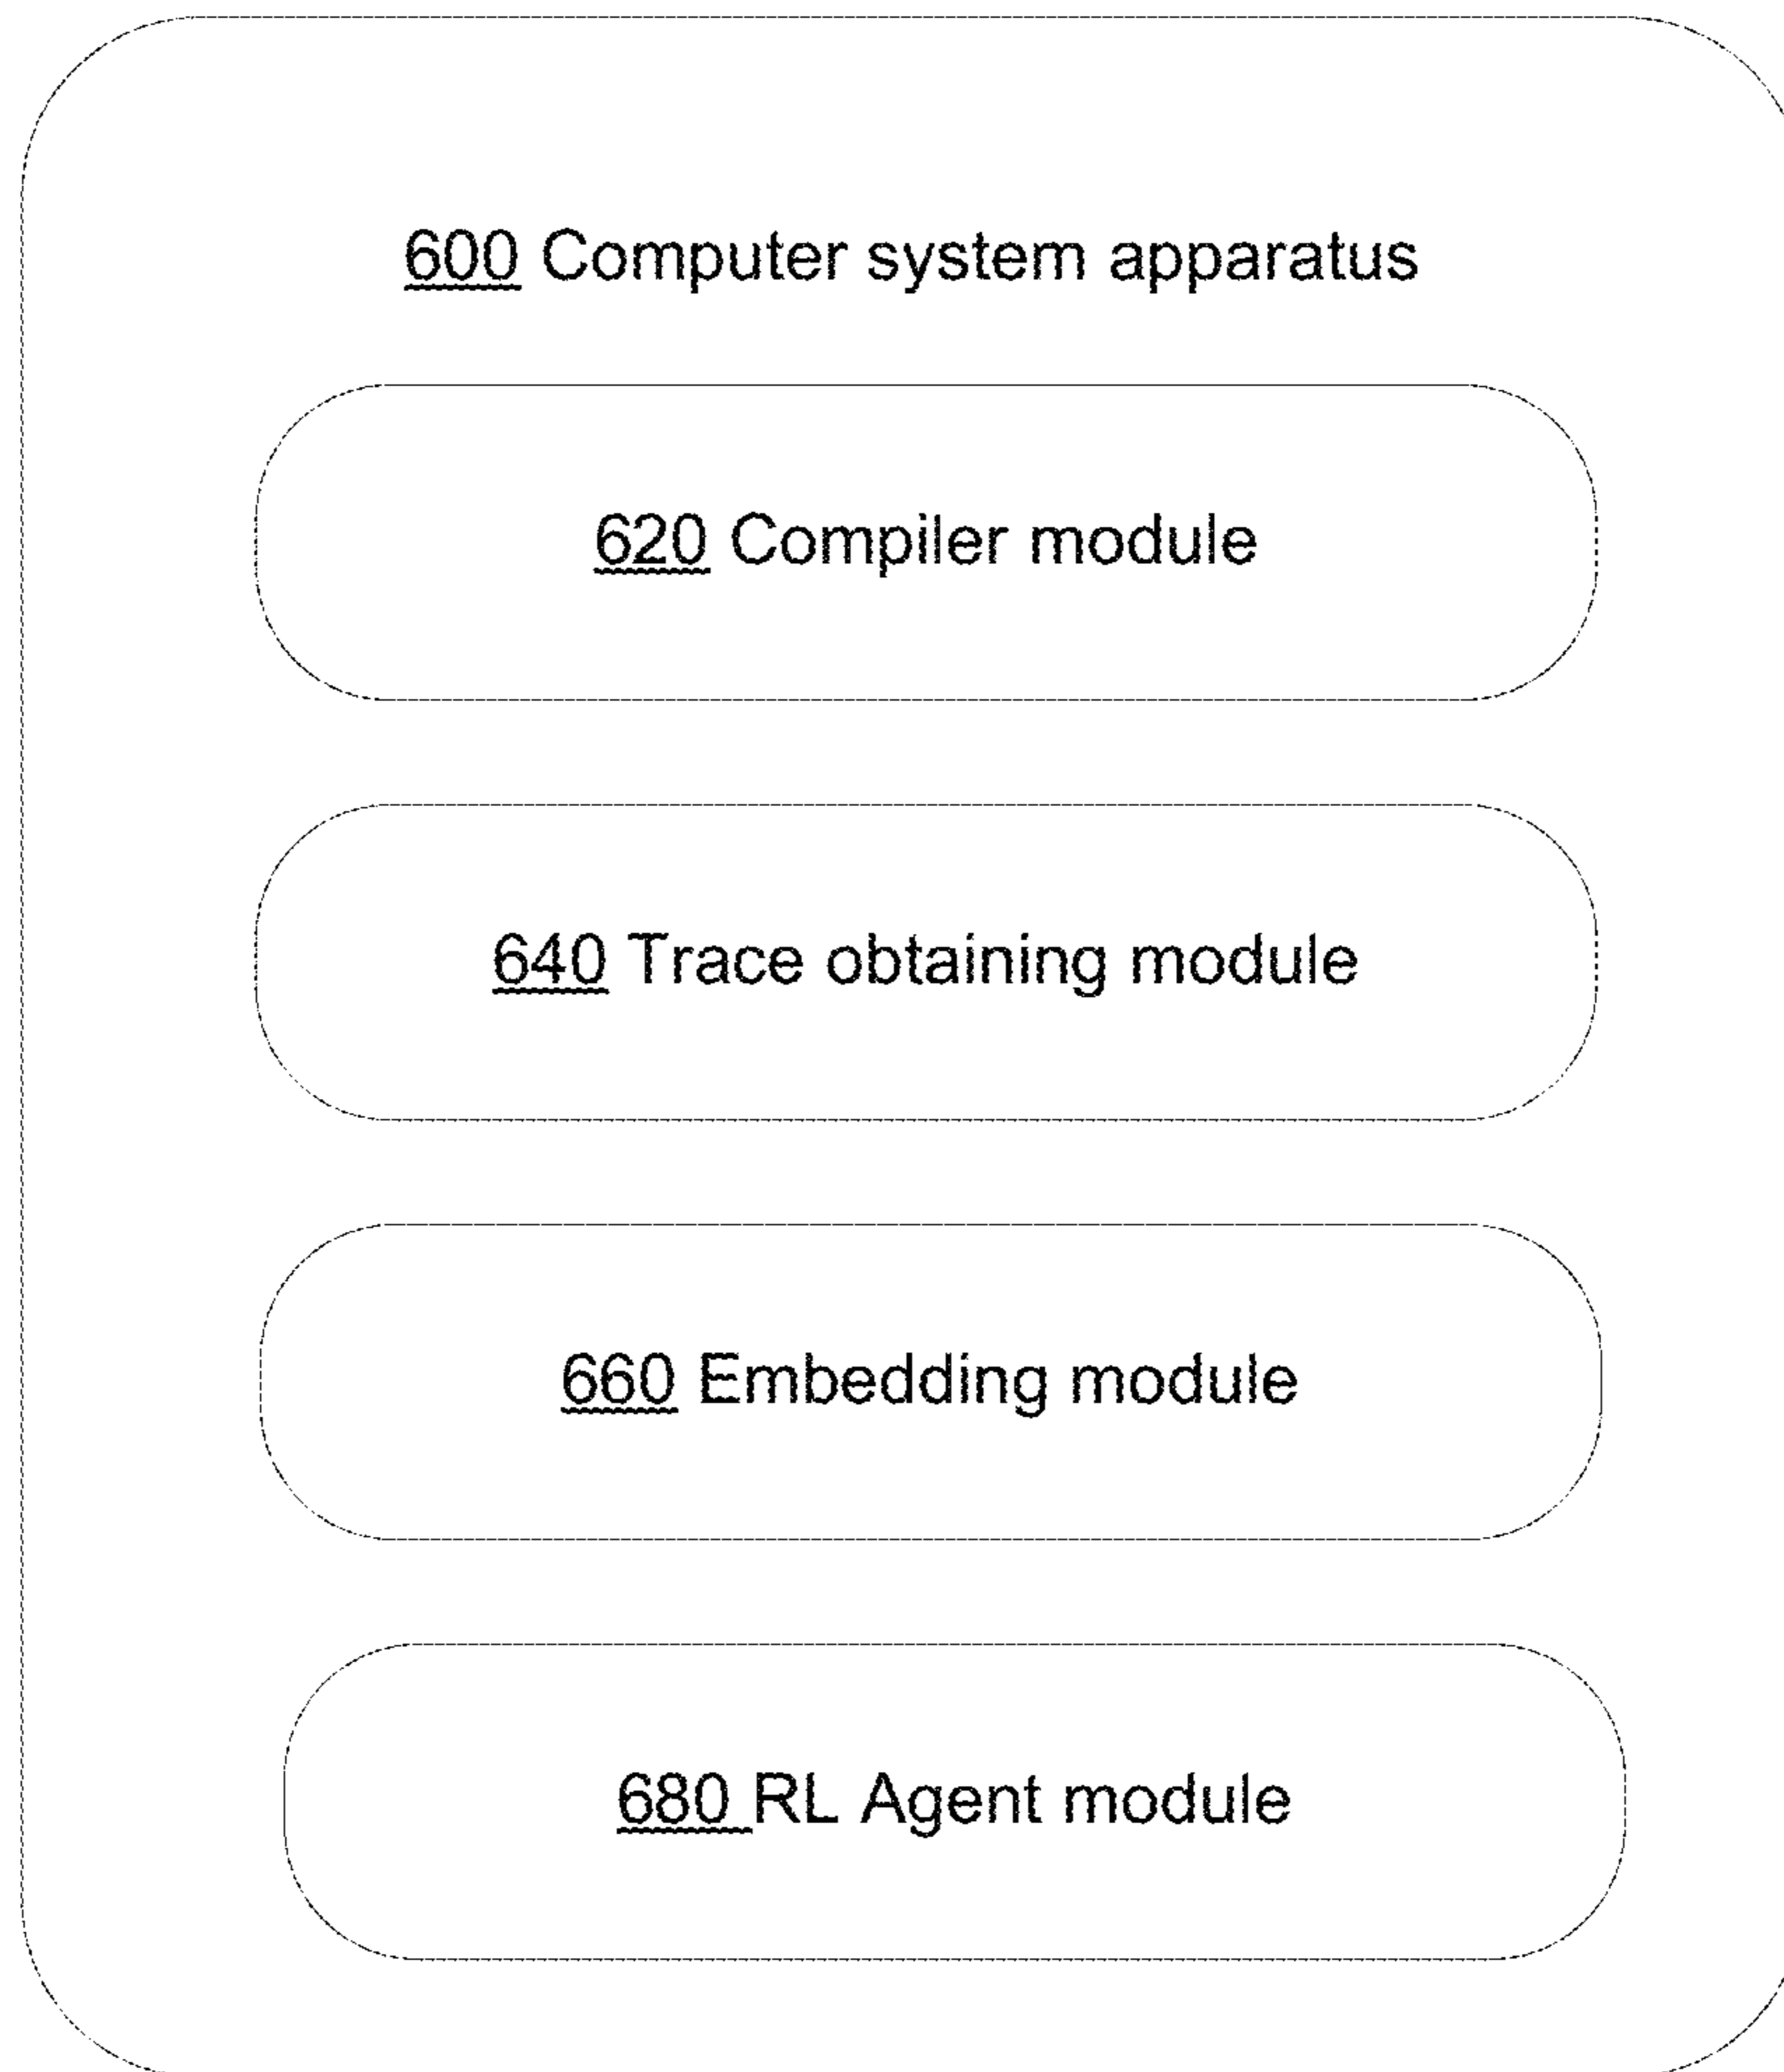 600 Computer system apparatus
620 Compiler module
640 Trace obtaining module
660 Embedding module
680 RL Agent module